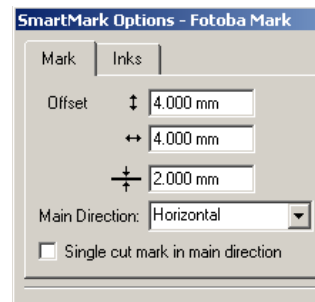 SmartMark Options - Fotoba Mark
Mark Inks
Offset 4.000 mm
4.000 mm
2.000 mm
Main Direction: Horizontal
Single cut mark in main direction